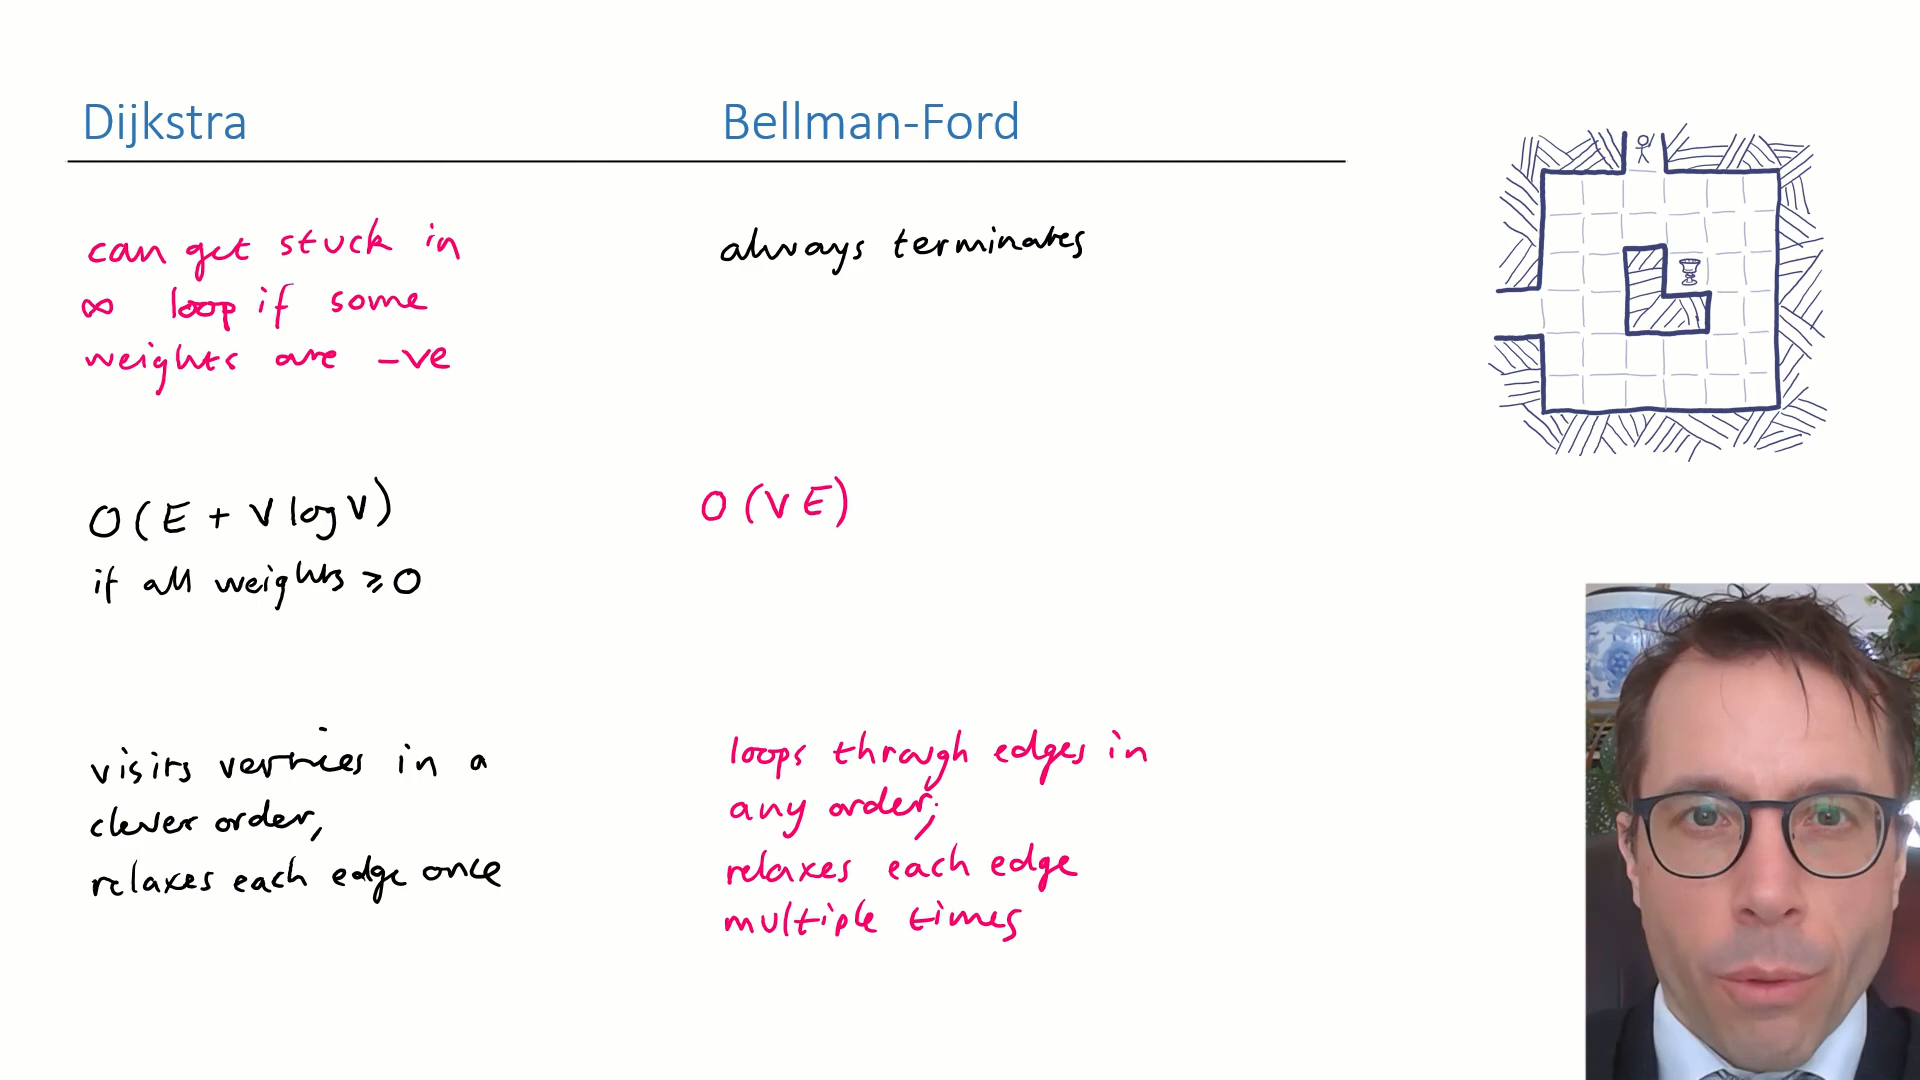 Dijkstra
Bellman-Ford
can get stuck in
∞ loop if some
weights are -ve
always terminates
O(E + V log V)
if all weights ≥ 0
O(VE)
visits vertices in a
clever order,
relaxes each edge once
loops through edges in
any order;
relaxes each edge
multiple times